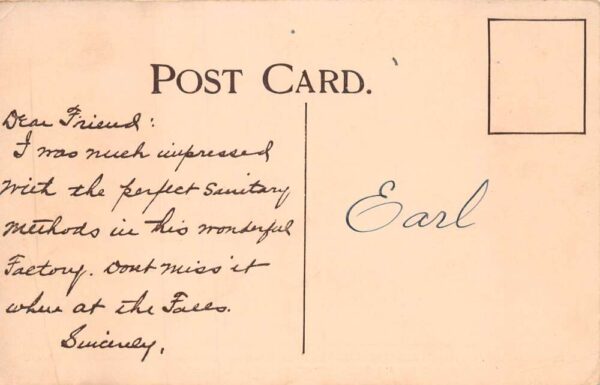 POST CARD.
Dear Friend:
I was much impressed
with the perfect Sanitary
Methods in this wonderful
Factory. Dont miss it
when at the Falls.
Sincerely,
Earl